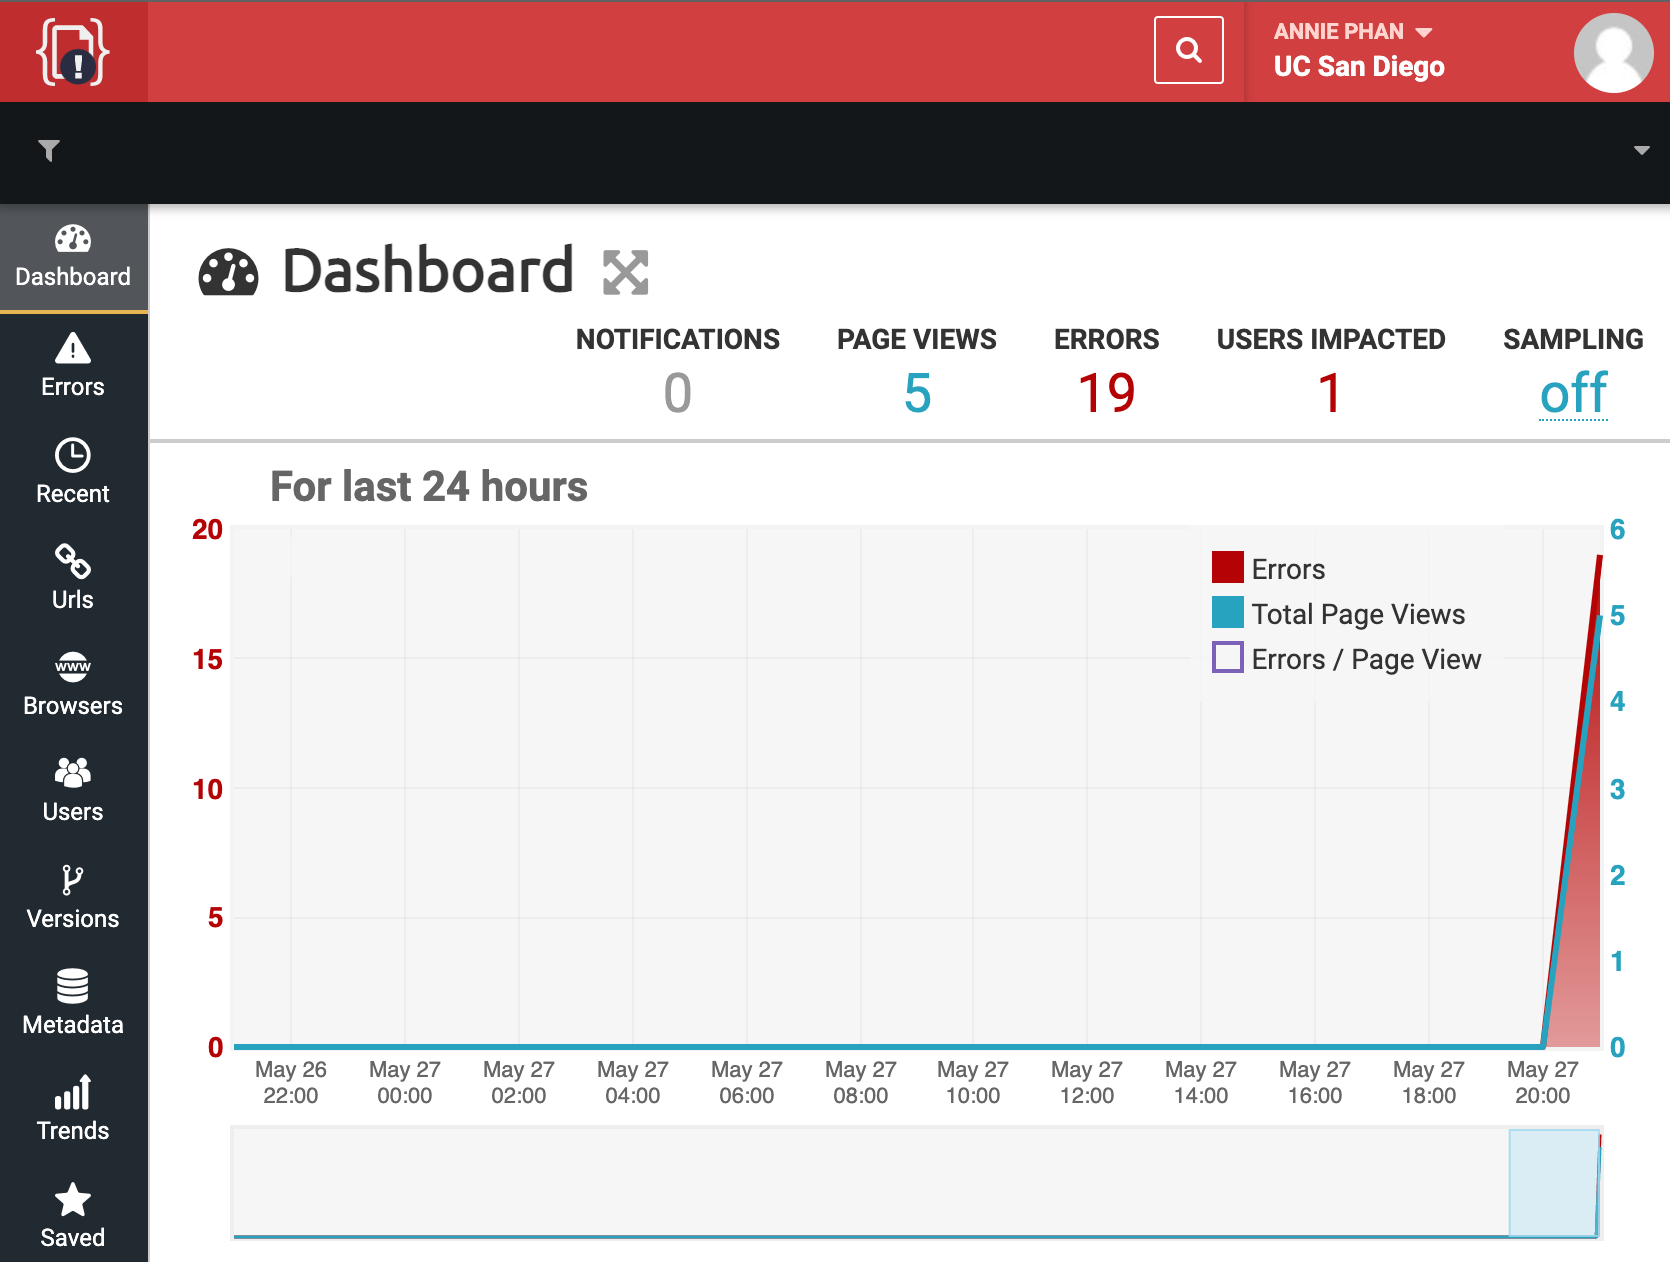 ANNIE PHAN
UC San Diego
Dashboard
Errors
Recent
Urls
www
Browsers
Users
Versions
Metadata
Trends
Saved
Dashboard
NOTIFICATIONS PAGE VIEWS ERRORS USERS IMPACTED SAMPLING
0 5 19 1 off
For last 24 hours
20 6
Errors
Total Page Views 5
15 Errors / Page View
4
10 3
2
5
1
0 0
May 26 May 27 May 27 May 27 May 27 May 27 May 27 May 27 May 27 May 27 May 27 May 27
22:00 00:00 02:00 04:00 06:00 08:00 10:00 12:00 14:00 16:00 18:00 20:00